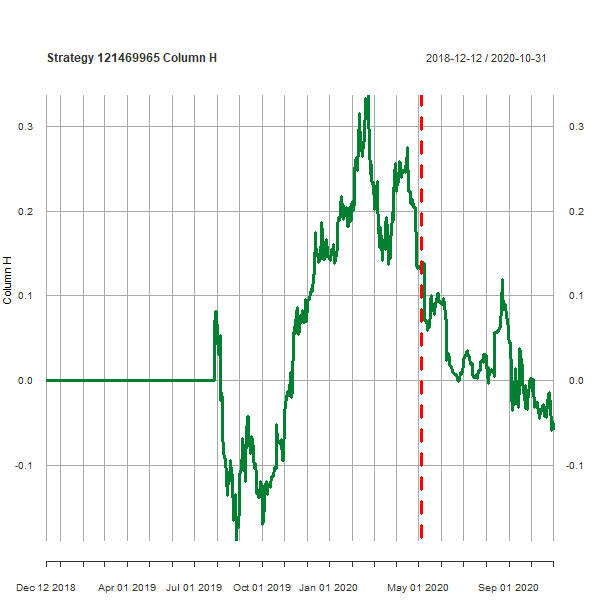 Strategy 121469965 Column H
2018-12-12 / 2020-10-31
0.3 0.3
0.2 0.2
0.1 0.1
0.0 0.0
-0.1 -0.1
Column H
Dec 12 2018 Apr 01 2019 Jul 01 2019 Oct 01 2019 Jan 01 2020 May 01 2020 Sep 01 2020